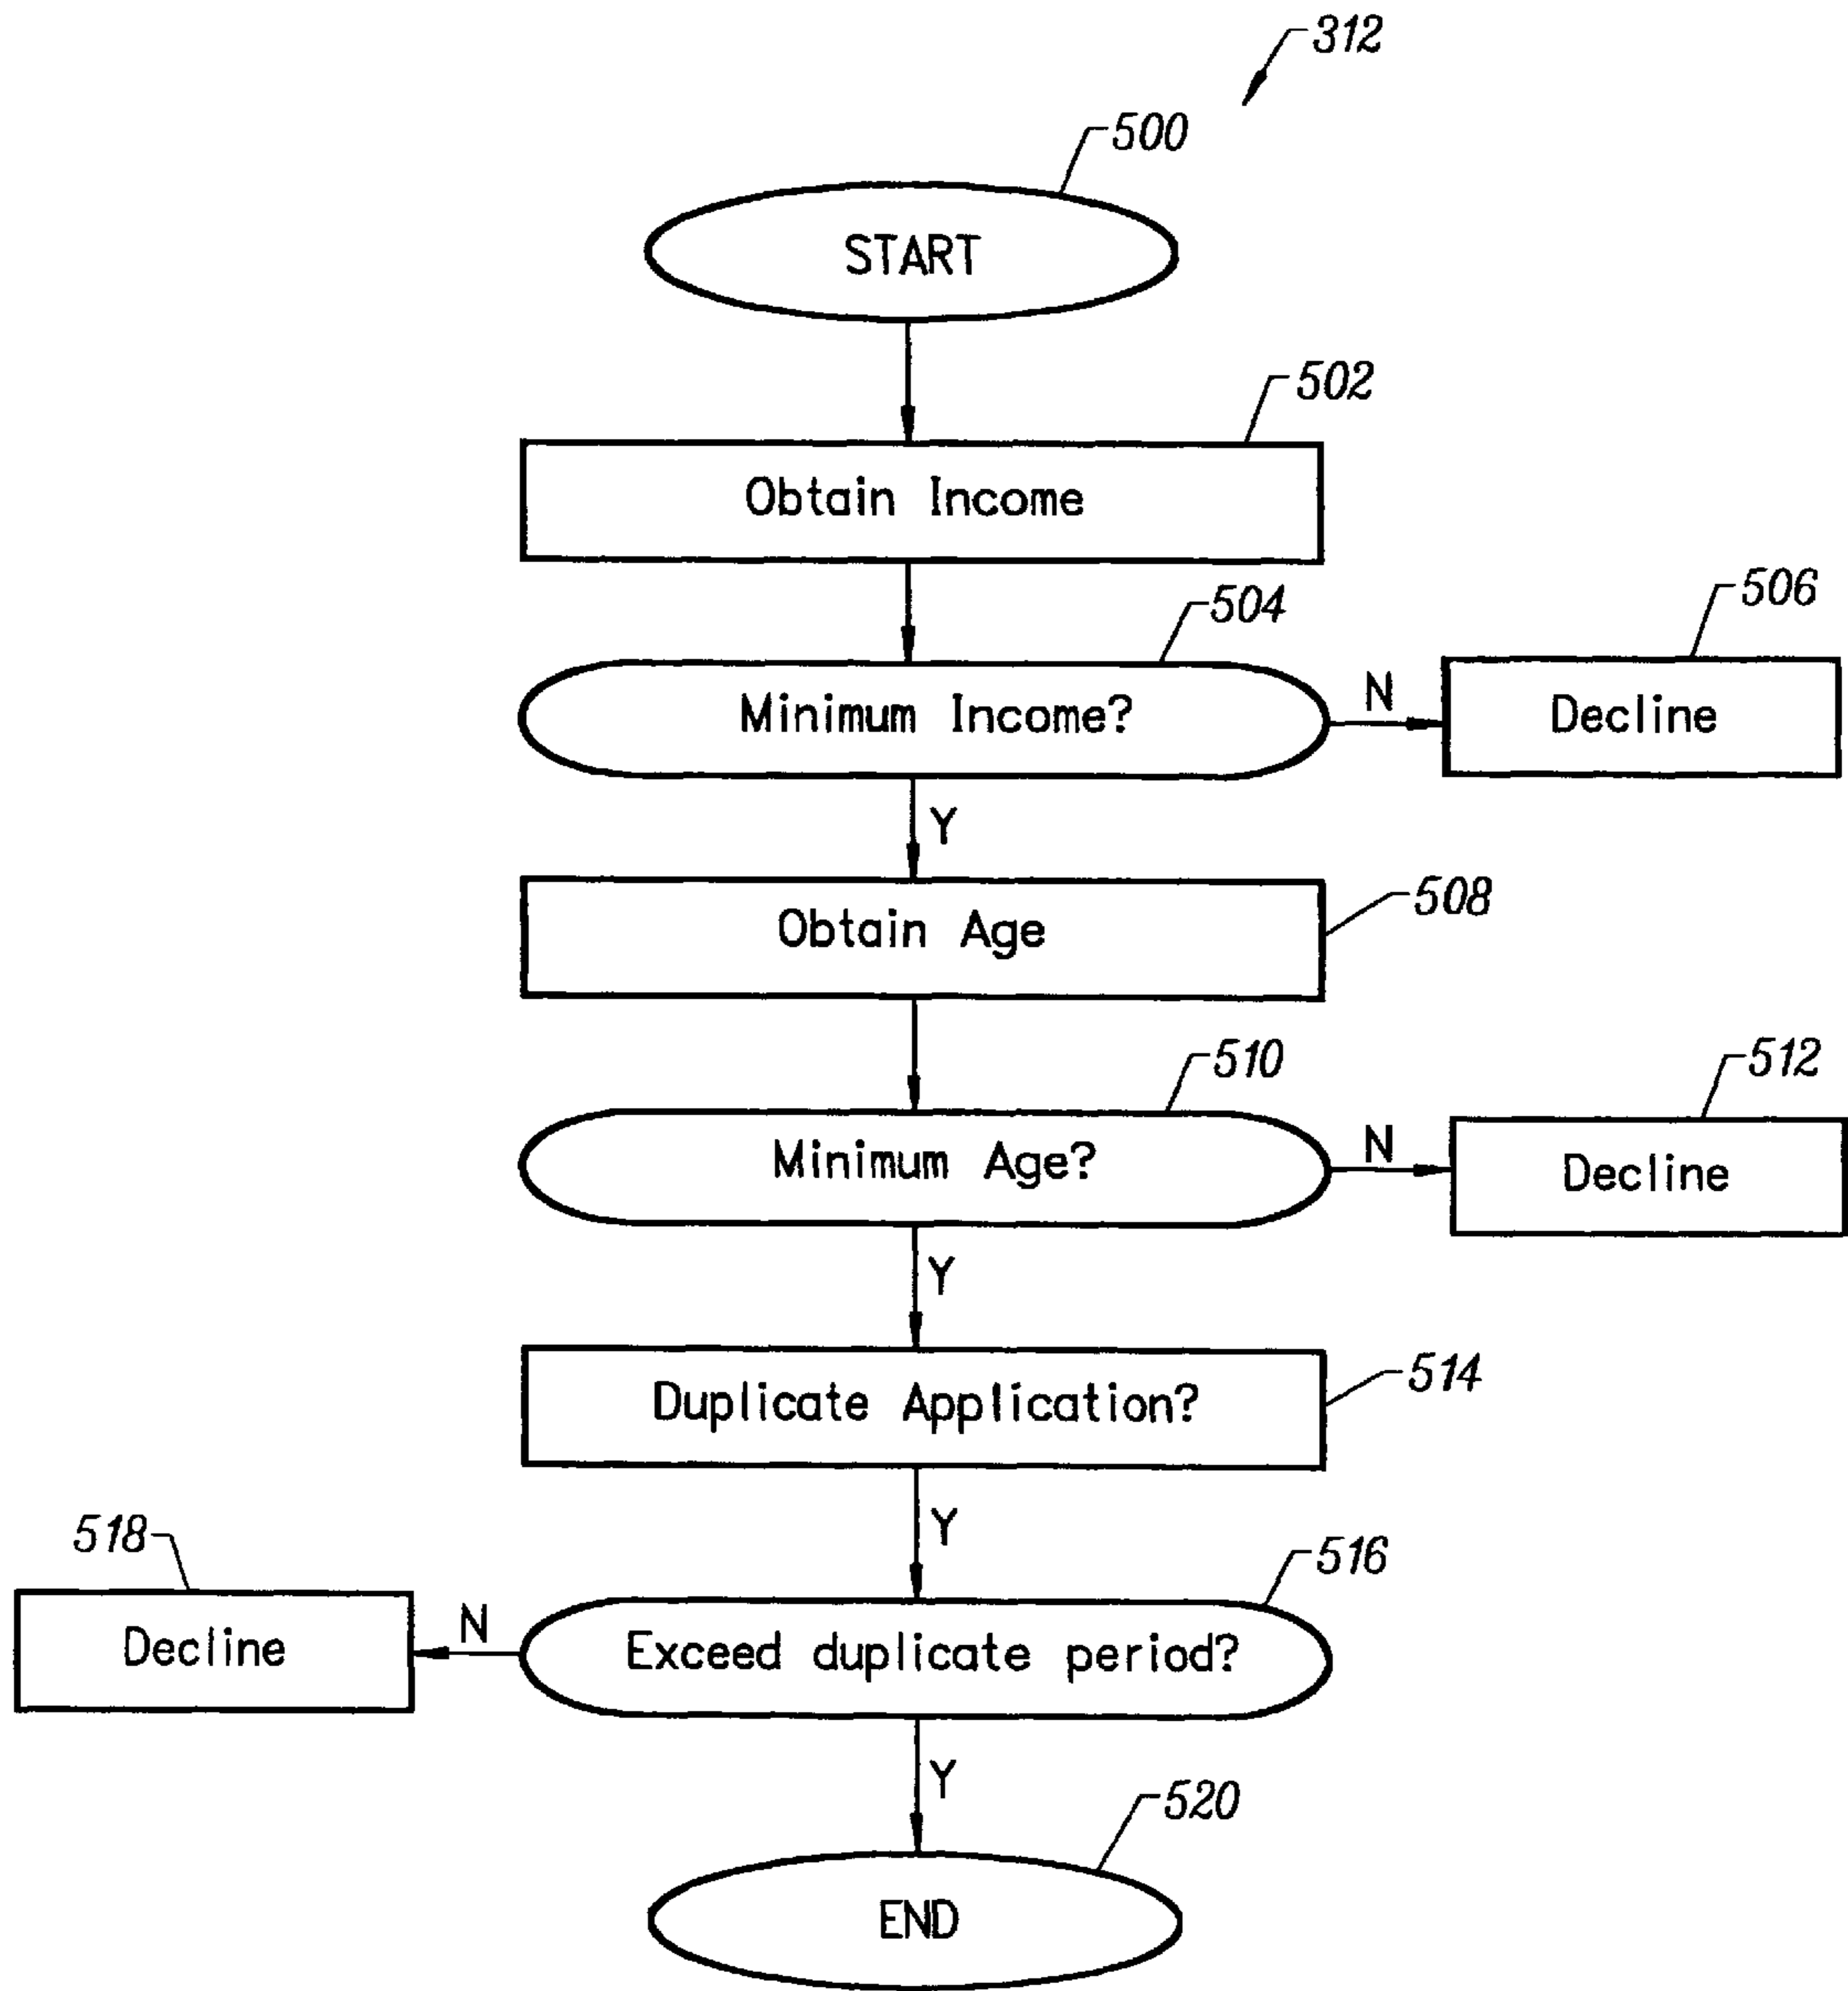 312
500
START
502
Obtain Income
504
506
Minimum Income?
N
Decline
Y
508
Obtain Age
510
512
Minimum Age?
N
Decline
Y
514
Duplicate Application?
Y
518
516
Decline
N
Exceed duplicate period?
Y
520
END